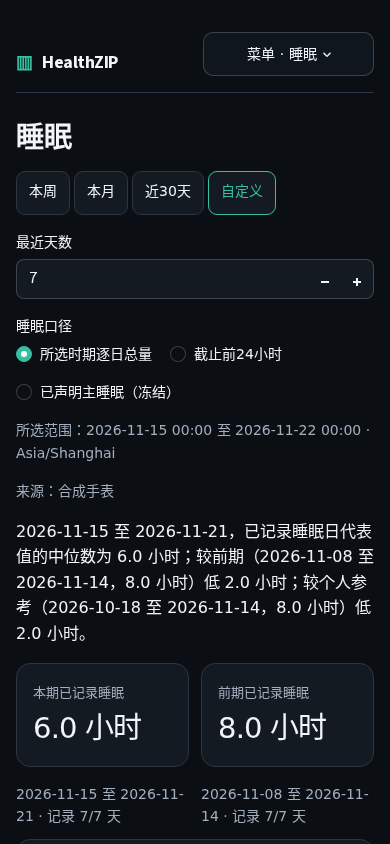 HealthZIP
菜单 · 睡眠
睡眠
本周
本月
近30天
自定义
最近天数
7
睡眠口径
所选时期逐日总量
截止前24小时
已声明主睡眠（冻结）
所选范围：2026-11-15 00:00 至 2026-11-22 00:00 ·
Asia/Shanghai
来源：合成手表
2026-11-15 至 2026-11-21，已记录睡眠日代表
值的中位数为 6.0 小时；较前期（2026-11-08 至
2026-11-14，8.0 小时）低 2.0 小时；较个人参
考（2026-10-18 至 2026-11-14，8.0 小时）低
2.0 小时。
本期已记录睡眠
6.0 小时
前期已记录睡眠
8.0 小时
2026-11-15 至 2026-11-
21 · 记录 7/7 天
2026-11-08 至 2026-11-
14 · 记录 7/7 天